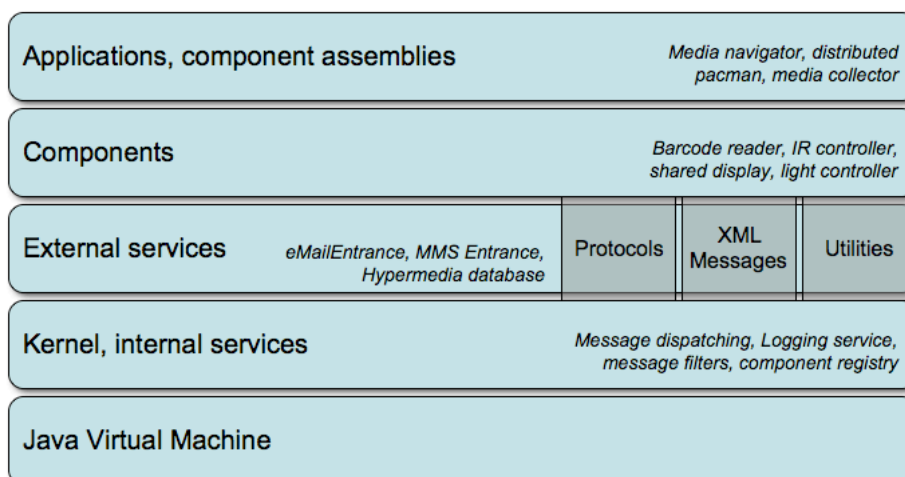 Applications, component assemblies
Media navigator, distributed
pacman, media collector
Components
Barcode reader, IR controller,
shared display, light controller
External services
eMailEntrance, MMS Entrance,
Hypermedia database
Protocols
XML
Messages
Utilities
Kernel, internal services
Message dispatching, Logging service,
message filters, component registry
Java Virtual Machine